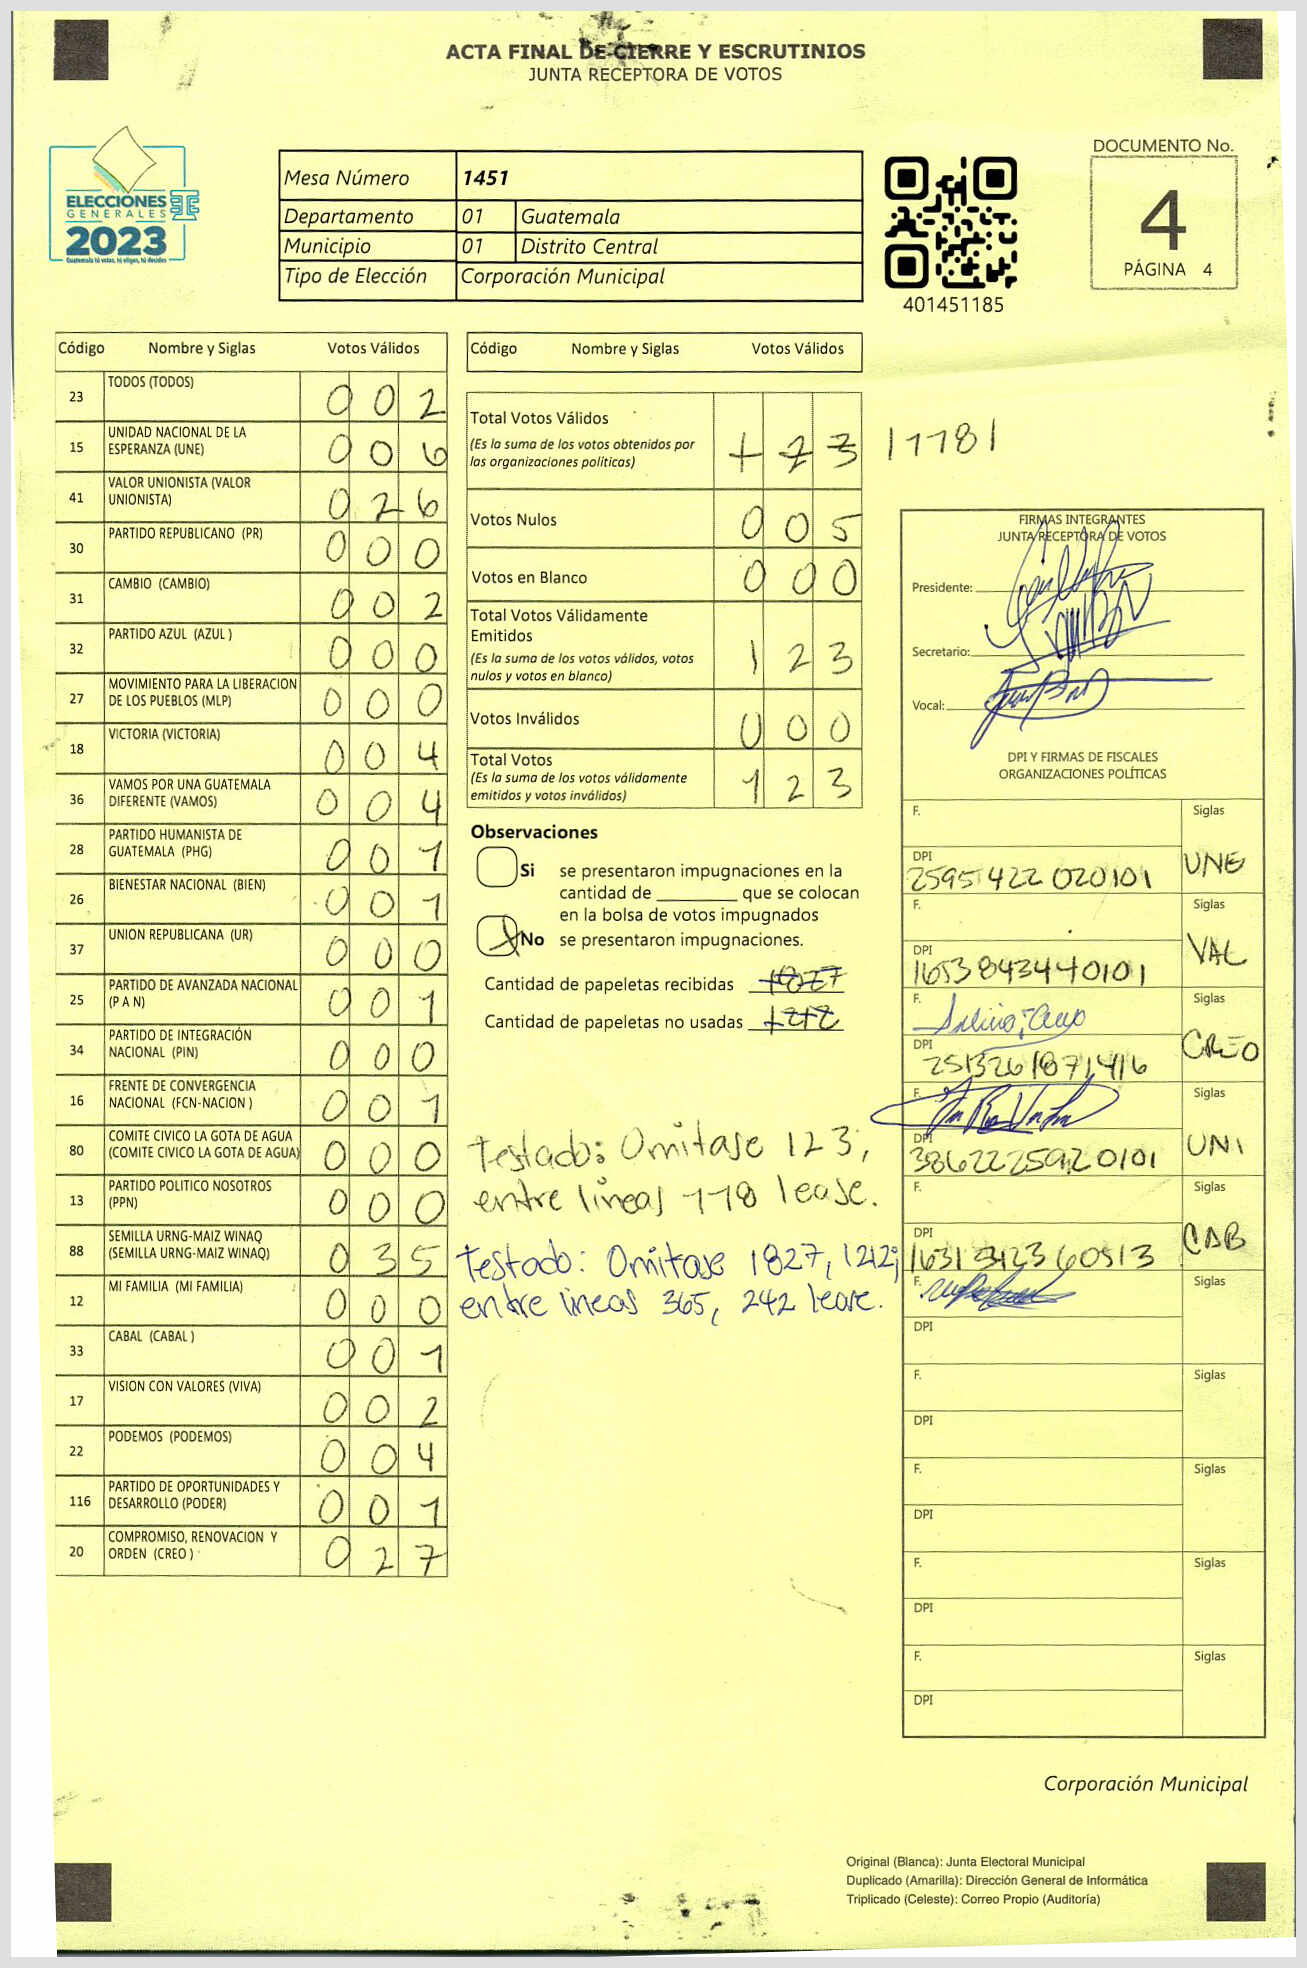 ACTA FINAL DE CIERRE Y ESCRUTINIOS
JUNTA RECEPTORA DE VOTOS
ELECCIONES
GENERALES
2023
Guatemala tú votas, tú eliges, tú decides
Mesa Número 1451
Departamento 01 Guatemala
Municipio 01 Distrito Central
Tipo de Elección Corporación Municipal
401451185
DOCUMENTO No.
4
PÁGINA 4
Código Nombre y Siglas Votos Válidos
23 TODOS (TODOS) 0 0 2
15 UNIDAD NACIONAL DE LA
ESPERANZA (UNE) 0 0 6
41 VALOR UNIONISTA (VALOR
UNIONISTA) 0 2 6
30 PARTIDO REPUBLICANO (PR) 0 0 0
31 CAMBIO (CAMBIO) 0 0 2
32 PARTIDO AZUL (AZUL ) 0 0 0
27 MOVIMIENTO PARA LA LIBERACION
DE LOS PUEBLOS (MLP) 0 0 0
18 VICTORIA (VICTORIA) 0 0 4
36 VAMOS POR UNA GUATEMALA
DIFERENTE (VAMOS) 0 0 4
28 PARTIDO HUMANISTA DE
GUATEMALA (PHG) 0 0 1
26 BIENESTAR NACIONAL (BIEN) 0 0 1
37 UNION REPUBLICANA (UR) 0 0 0
25 PARTIDO DE AVANZADA NACIONAL
(P A N) 0 0 1
34 PARTIDO DE INTEGRACIÓN
NACIONAL (PIN) 0 0 0
16 FRENTE DE CONVERGENCIA
NACIONAL (FCN-NACION ) 0 0 1
80 COMITE CIVICO LA GOTA DE AGUA
(COMITE CIVICO LA GOTA DE AGUA) 0 0 0
13 PARTIDO POLITICO NOSOTROS
(PPN) 0 0 0
88 SEMILLA URNG-MAIZ WINAQ
(SEMILLA URNG-MAIZ WINAQ) 0 3 5
12 MI FAMILIA (MI FAMILIA) 0 0 0
33 CABAL (CABAL ) 0 0 1
17 VISION CON VALORES (VIVA) 0 0 2
22 PODEMOS (PODEMOS) 0 0 4
116 PARTIDO DE OPORTUNIDADES Y
DESARROLLO (PODER) 0 0 1
20 COMPROMISO, RENOVACION Y
ORDEN (CREO ) 0 2 7
Código Nombre y Siglas Votos Válidos
Total Votos Válidos
(Es la suma de los votos obtenidos por
las organizaciones políticas) 1 2 3
Votos Nulos 0 0 5
Votos en Blanco 0 0 0
Total Votos Válidamente
Emitidos
(Es la suma de los votos válidos, votos
nulos y votos en blanco) 1 2 3
Votos Inválidos 0 0 0
Total Votos
(Es la suma de los votos válidamente
emitidos y votos inválidos) 1 2 3
Observaciones
Si se presentaron impugnaciones en la
cantidad de ________ que se colocan
en la bolsa de votos impugnados
No se presentaron impugnaciones.
Cantidad de papeletas recibidas 1827
Cantidad de papeletas no usadas 1212
Testado: Omitase 123,
entre lineas 118 lease.
Testado: Omitase 1827, 1212;
entre lineas 365, 242 lease.
FIRMAS INTEGRANTES
JUNTA RECEPTORA DE VOTOS
Presidente:
Secretario:
Vocal:
DPI Y FIRMAS DE FISCALES
ORGANIZACIONES POLÍTICAS
F. Siglas
DPI UNE
2595 1422 020101
F. Siglas
DPI VAL
1653843440101
F. Siglas
DPI CREO
2513261871416
F. Siglas
DPI UNI
3862225920101
F. Siglas
DPI CAB
1631 34123 60513
F. Siglas
DPI
F. Siglas
DPI
F. Siglas
DPI
F. Siglas
DPI
F. Siglas
DPI
Corporación Municipal
Original (Blanca): Junta Electoral Municipal
Duplicado (Amarilla): Dirección General de Informática
Triplicado (Celeste): Correo Propio (Auditoría)